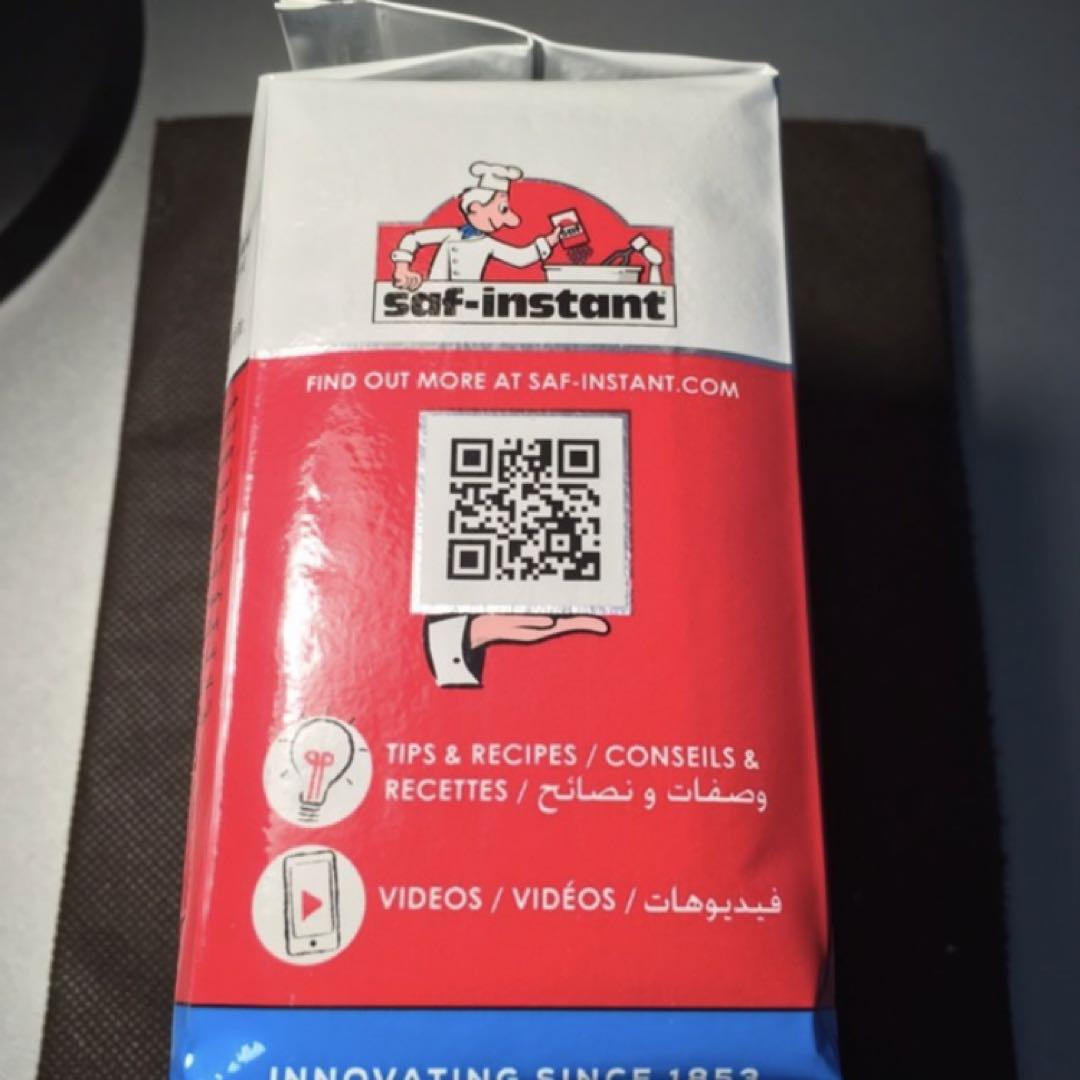 saf
saf-instant
FIND OUT MORE AT SAF-INSTANT.COM
TIPS & RECIPES / CONSEILS &
RECETTES / وصفات و نصائح
VIDEOS / VIDÉOS / فيديوهات
INNOVATING SINCE 1853